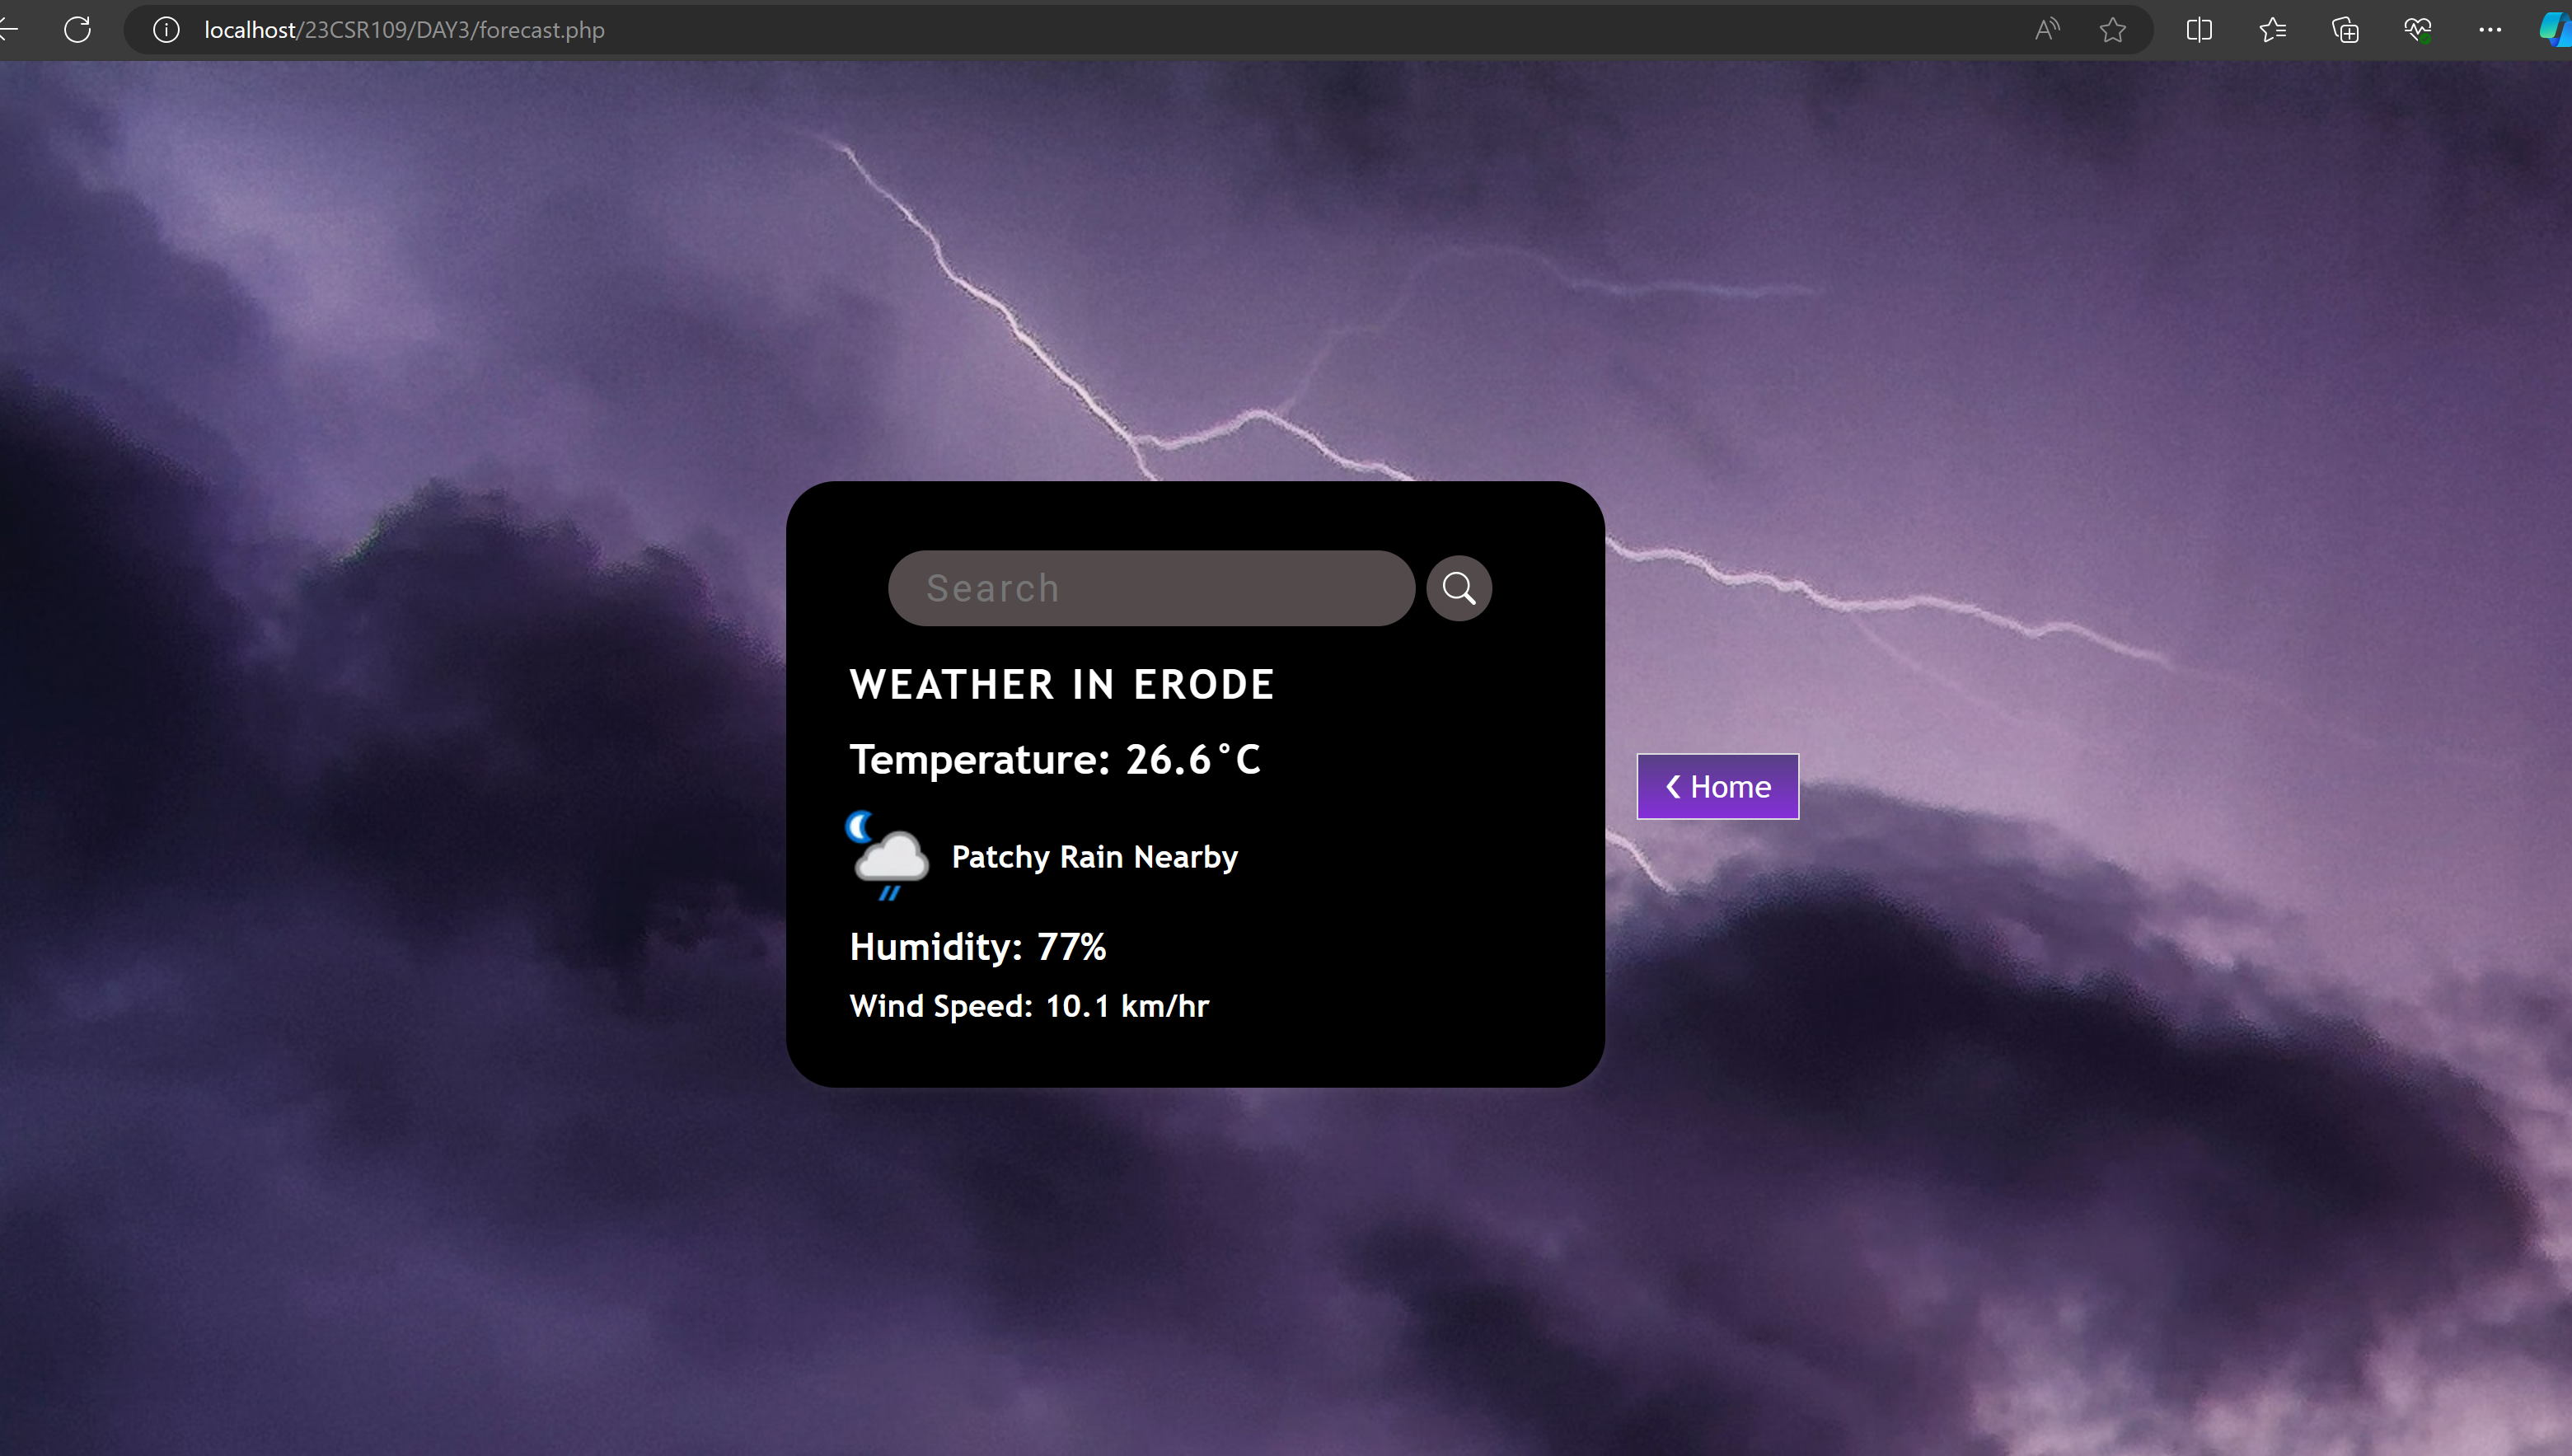 localhost/23CSR109/DAY3/forecast.php
Search
WEATHER IN ERODE
Temperature: 26.6°C
Patchy Rain Nearby
Humidity: 77%
Wind Speed: 10.1 km/hr
❮ Home